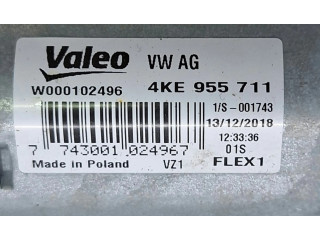 Valeo VW AG
W000102496 4KE 955 711
1/S-001743
13/12/2018
12:33:36
7 743001 024967 01S
Made in Poland VZ1 FLEX1